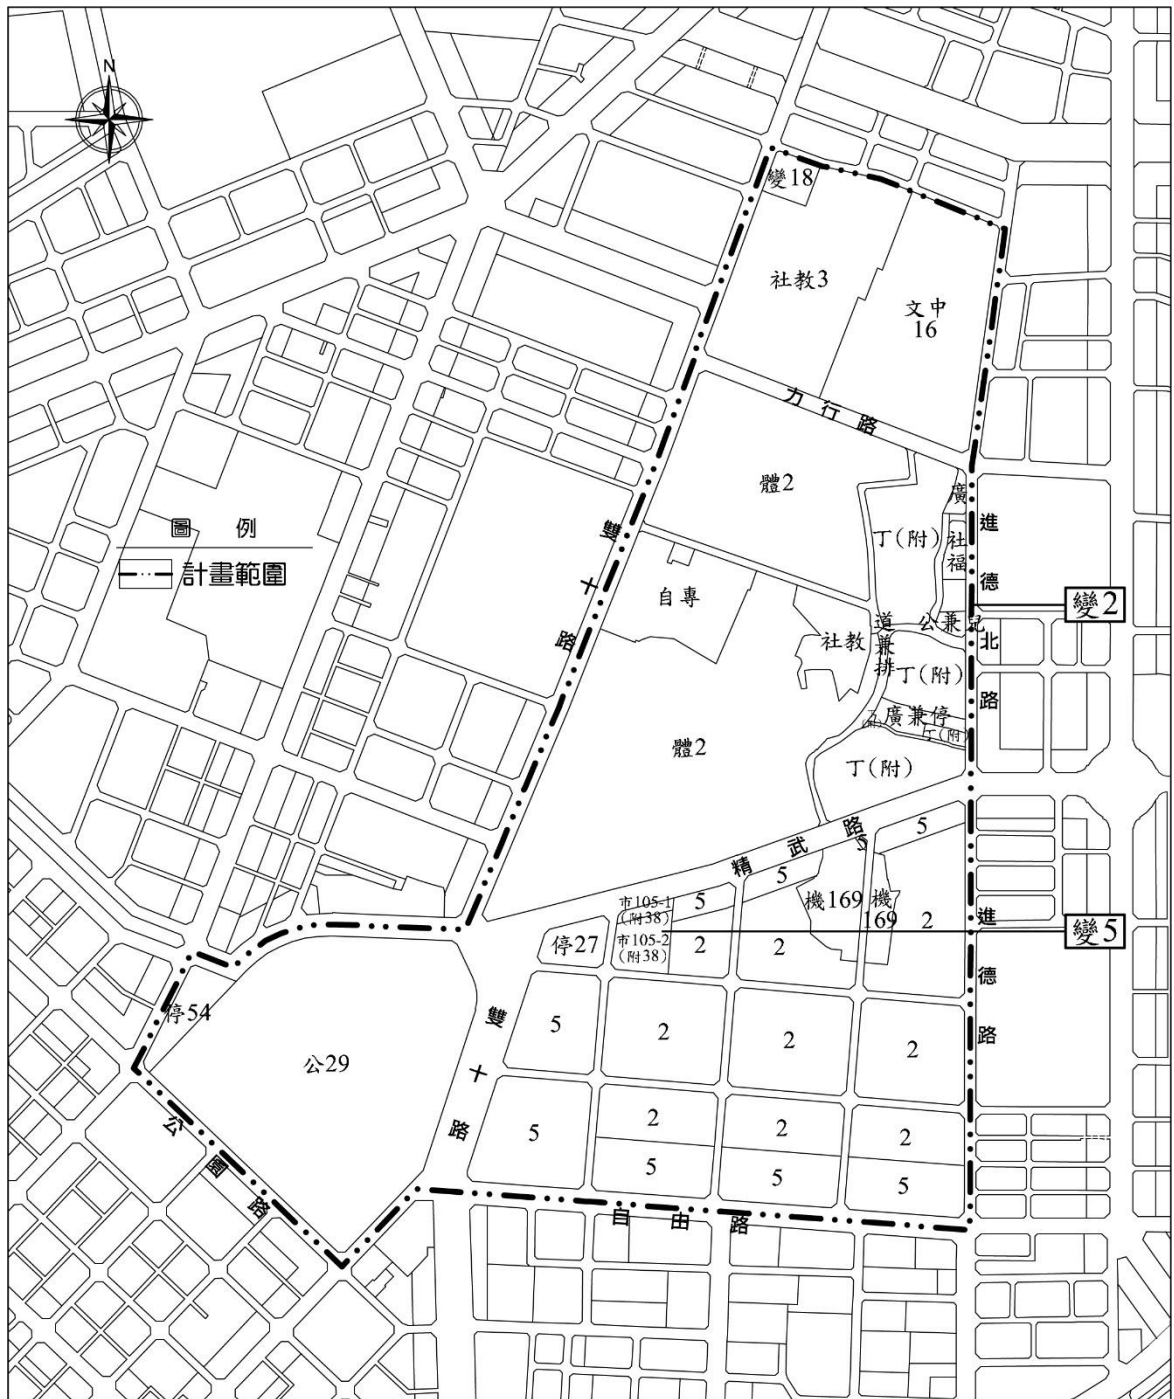 N
變18
社教3
文中
16
力行路
體2
圖 例
計畫範圍
雙十路
廣
丁(附)
社福
進德北路
自專
變2
公兼兒
社教
道兼排
丁(附)
廣兼停
丁(附)
體2
丁(附)
精武路
5
5
5
5
市105-1
(附38)
機169
機
169
2
進德路
變5
停27
市105-2
(附38)
2
2
停54
雙十路
5
2
2
2
公29
2
2
2
5
5
5
5
公園路
自由路